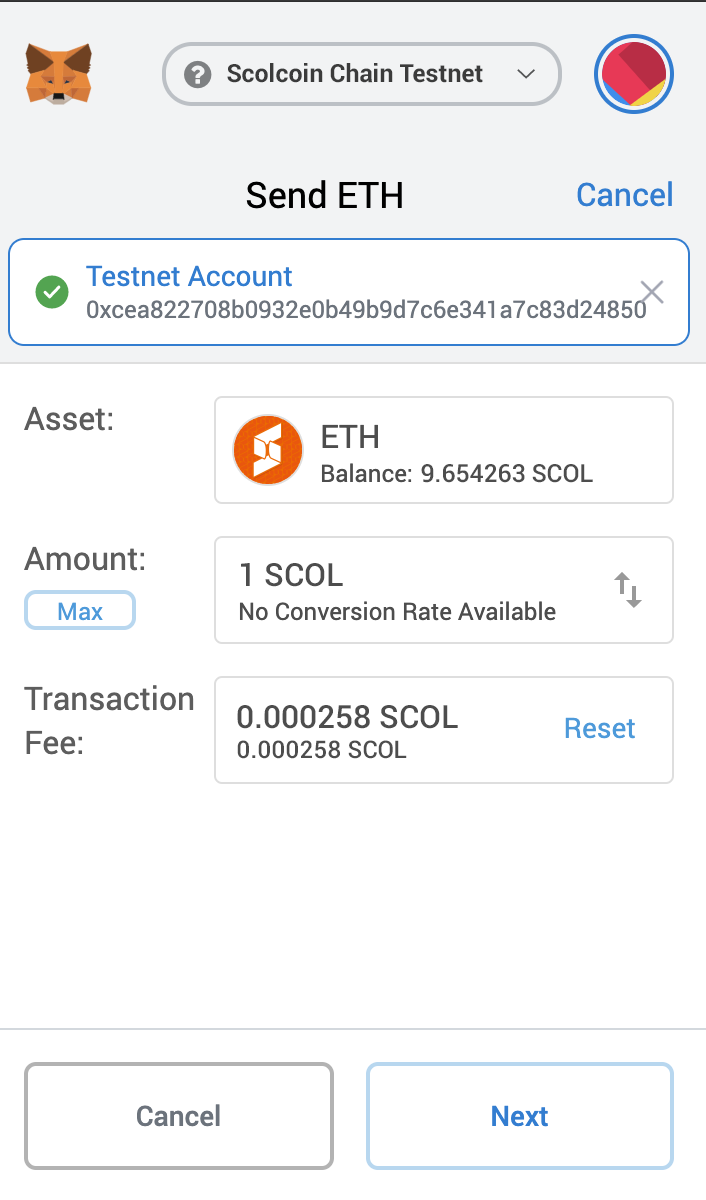 Scolcoin Chain Testnet
Send ETH
Cancel
Testnet Account
0xcea822708b0932e0b49b9d7c6e341a7c83d24850
Asset:
ETH
Balance: 9.654263 SCOL
Amount:
1 SCOL
Max
No Conversion Rate Available
Transaction
Fee:
0.000258 SCOL
0.000258 SCOL
Reset
Cancel
Next